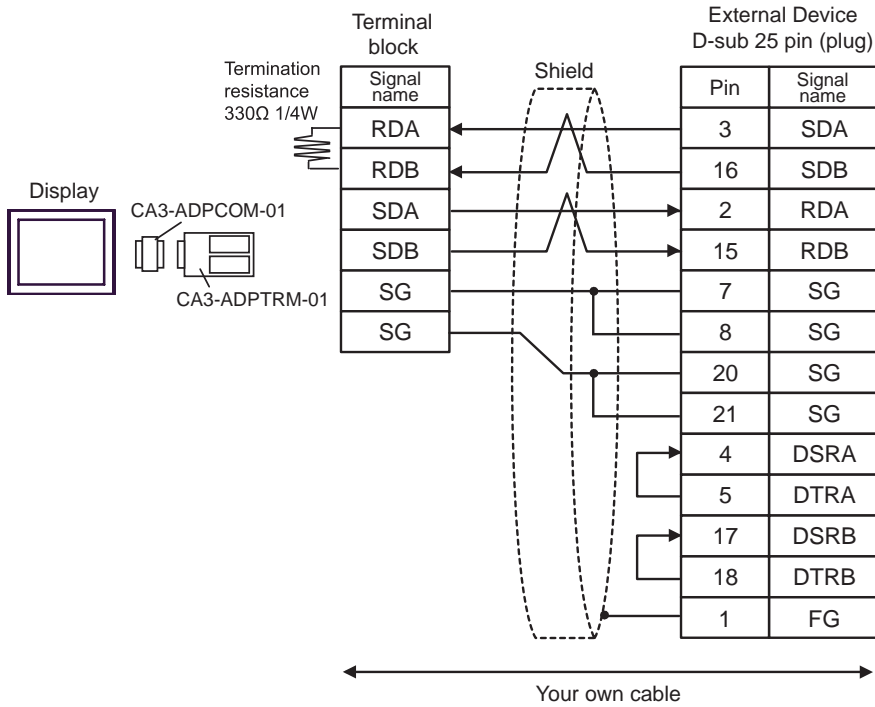 Terminal
block
External Device
D-sub 25 pin (plug)
Termination
resistance
330Ω 1/4W
Shield
Signal
name
Pin
Signal
name
RDA
3
SDA
RDB
16
SDB
Display
CA3-ADPCOM-01
CA3-ADPTRM-01
SDA
2
RDA
SDB
15
RDB
SG
7
SG
SG
8
SG
20
SG
21
SG
4
DSRA
5
DTRA
17
DSRB
18
DTRB
1
FG
Your own cable